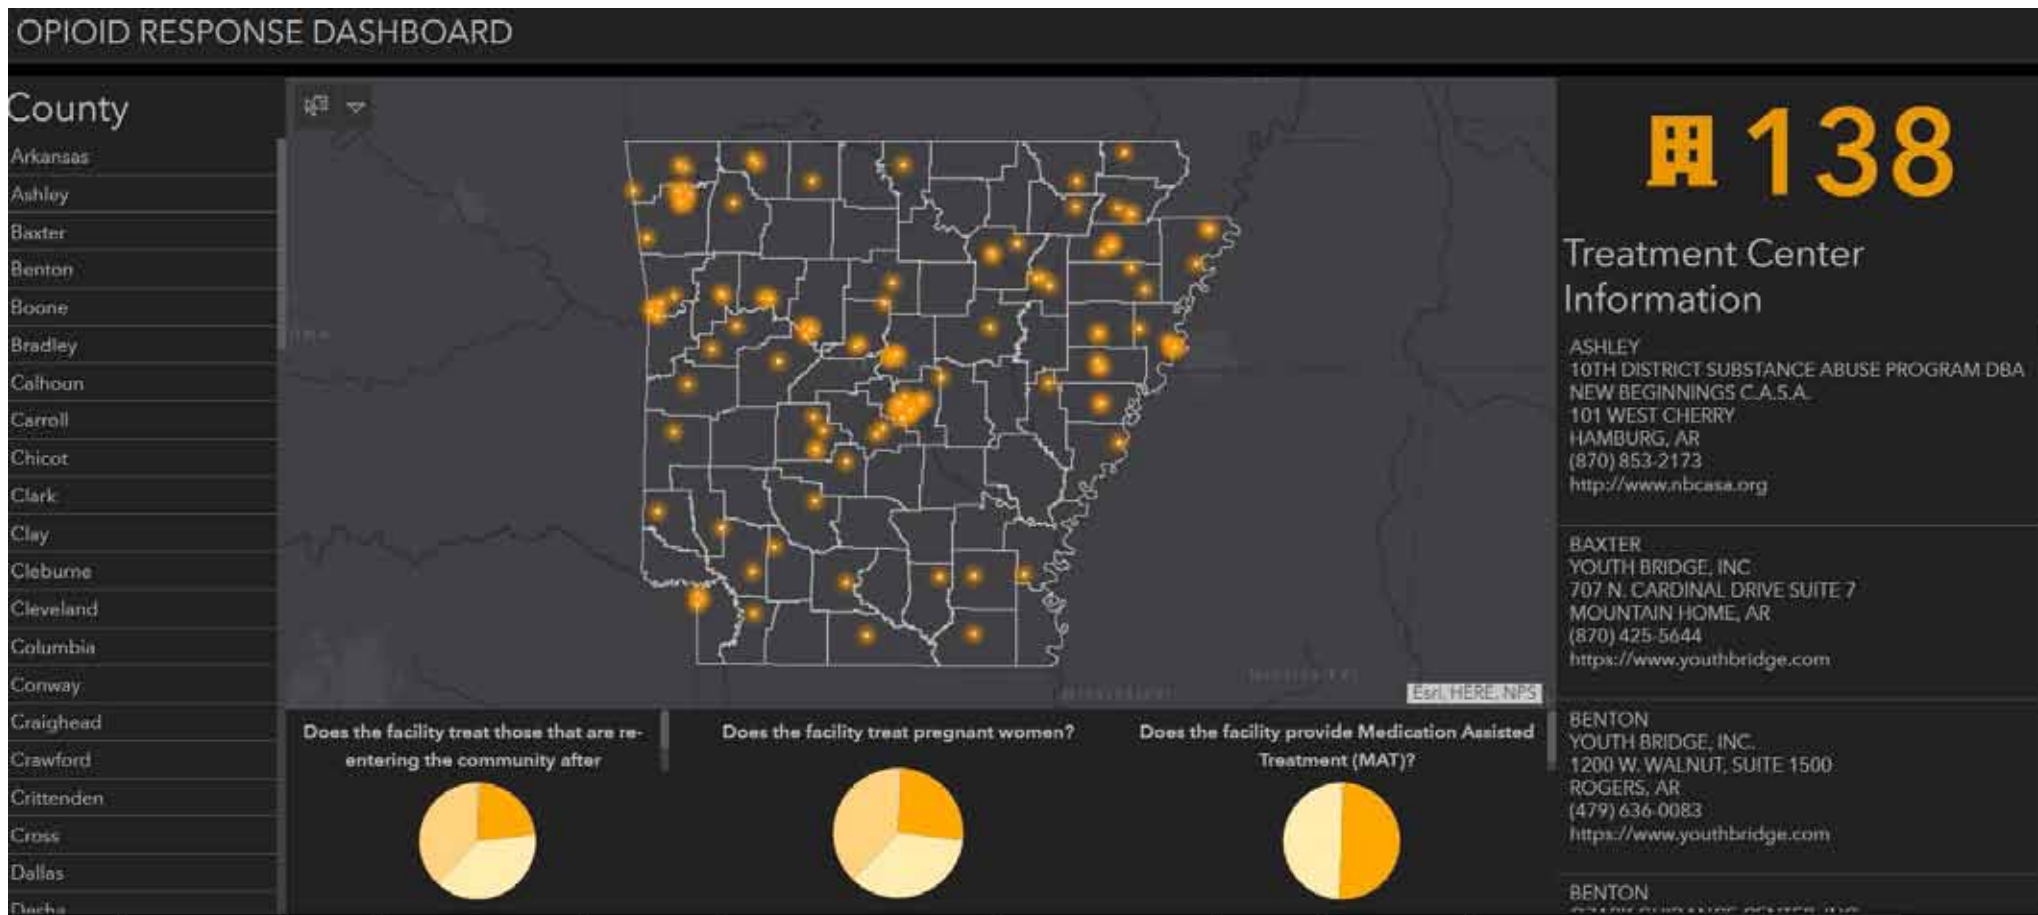 OPIOID RESPONSE DASHBOARD
County
Arkansas
Ashley
Baxter
Benton
Boone
Bradley
Calhoun
Carroll
Chicot
Clark
Clay
Cleburne
Cleveland
Columbia
Conway
Craighead
Crawford
Crittenden
Cross
Dallas
Desha
Esri, HERE, NPS
Does the facility treat those that are re-
entering the community after
Does the facility treat pregnant women?
Does the facility provide Medication Assisted
Treatment (MAT)?
138
Treatment Center
Information
ASHLEY
10TH DISTRICT SUBSTANCE ABUSE PROGRAM DBA
NEW BEGINNINGS C.A.S.A.
101 WEST CHERRY
HAMBURG, AR
(870) 853-2173
http://www.nbcasa.org
BAXTER
YOUTH BRIDGE, INC
707 N. CARDINAL DRIVE SUITE 7
MOUNTAIN HOME, AR
(870) 425-5644
https://www.youthbridge.com
BENTON
YOUTH BRIDGE, INC.
1200 W. WALNUT, SUITE 1500
ROGERS, AR
(479) 636-0083
https://www.youthbridge.com
BENTON
OZARK GUIDANCE CENTER, INC